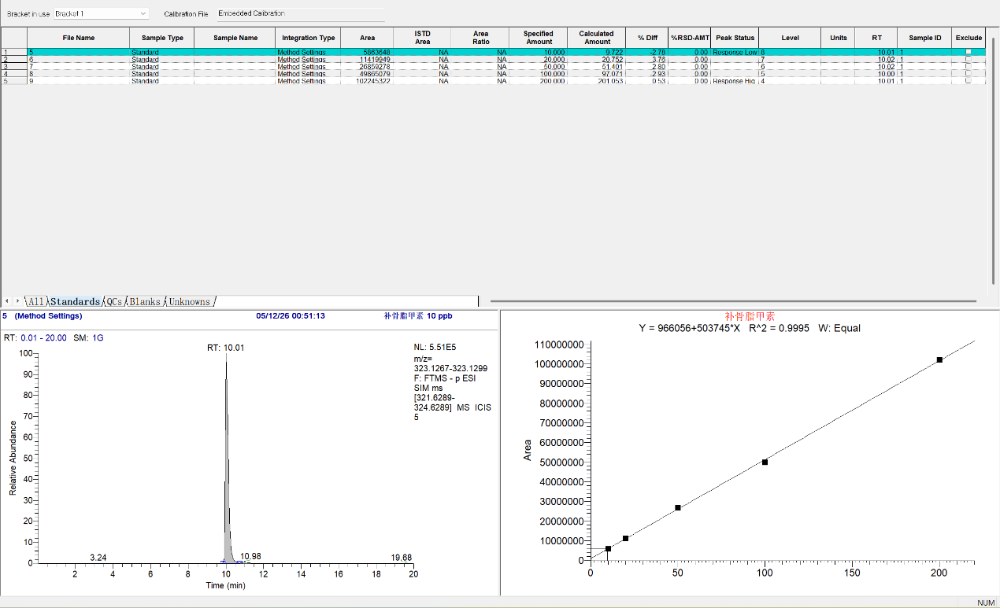 Bracket in use Bracket 1 Calibration File Embedded Calibration
File Name Sample Type Sample Name Integration Type Area ISTD Area Area Ratio Specified Amount Calculated Amount % Diff %RSD-AMT Peak Status Level Units RT Sample ID Exclude
1 5 Standard Method Settings 5863648 NA NA 10.000 9.722 -2.78 0.00 Response Low 8 10.01 1
2 6 Standard Method Settings 11419949 NA NA 20.000 20.752 3.76 0.00 7 10.02 1
3 7 Standard Method Settings 26859278 NA NA 50.000 51.401 2.80 0.00 6 10.02 1
4 8 Standard Method Settings 49865079 NA NA 100.000 97.071 -2.93 0.00 5 10.00 1
5 9 Standard Method Settings 102245322 NA NA 200.000 201.053 0.53 0.00 Response Hig 4 10.01 1
All Standards QCs Blanks Unknowns
5 (Method Settings) 05/12/26 00:51:13 补骨脂甲素 10 ppb
RT: 0.01 - 20.00 SM: 1G
RT: 10.01
NL: 5.51E5
m/z=
323.1267-323.1299
F: FTMS - p ESI
SIM ms
[321.6289-
324.6289] MS ICIS
5
100
90
80
70
60
50
40
30
20
10
0
Relative Abundance
3.24
10.98
19.68
2 4 6 8 10 12 14 16 18 20
Time (min)
补骨脂甲素
Y = 966056+503745*X R^2 = 0.9995 W: Equal
110000000
100000000
90000000
80000000
70000000
60000000
50000000
40000000
30000000
20000000
10000000
0
Area
0 50 100 150 200
NUM